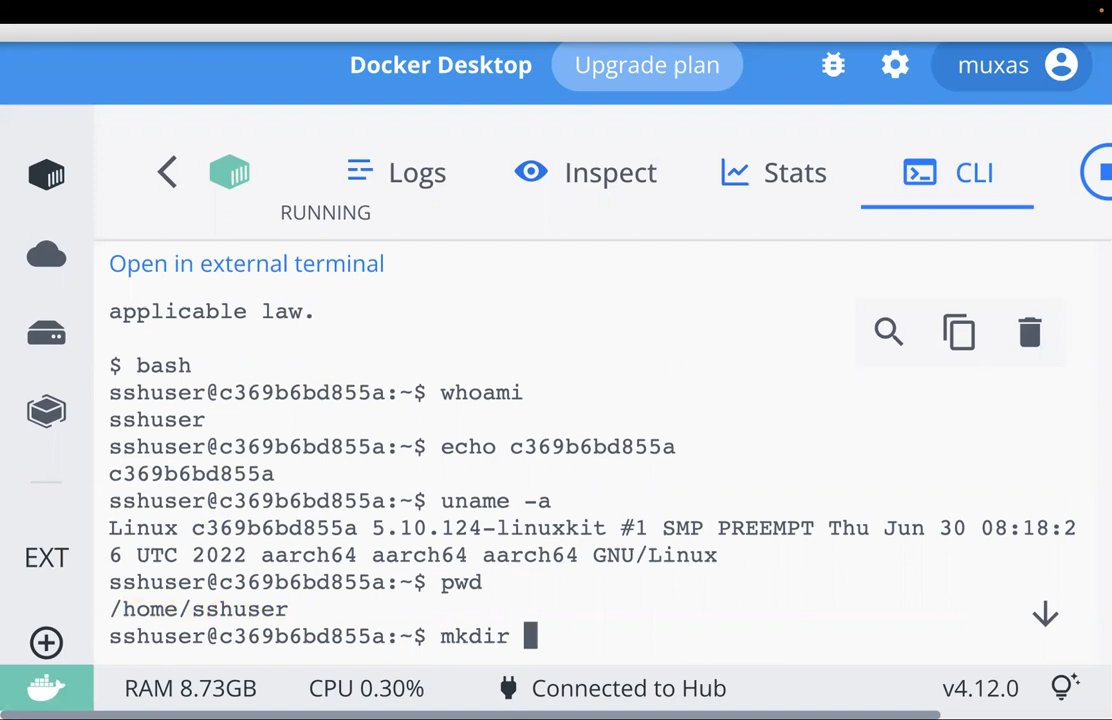 Docker Desktop Upgrade plan muxas
Logs Inspect Stats CLI
RUNNING
Open in external terminal
applicable law.
$ bash
sshuser@c369b6bd855a:~$ whoami
sshuser
sshuser@c369b6bd855a:~$ echo c369b6bd855a
c369b6bd855a
sshuser@c369b6bd855a:~$ uname -a
Linux c369b6bd855a 5.10.124-linuxkit #1 SMP PREEMPT Thu Jun 30 08:18:2
6 UTC 2022 aarch64 aarch64 aarch64 GNU/Linux
sshuser@c369b6bd855a:~$ pwd
/home/sshuser
sshuser@c369b6bd855a:~$ mkdir
EXT
RAM 8.73GB CPU 0.30% Connected to Hub v4.12.0